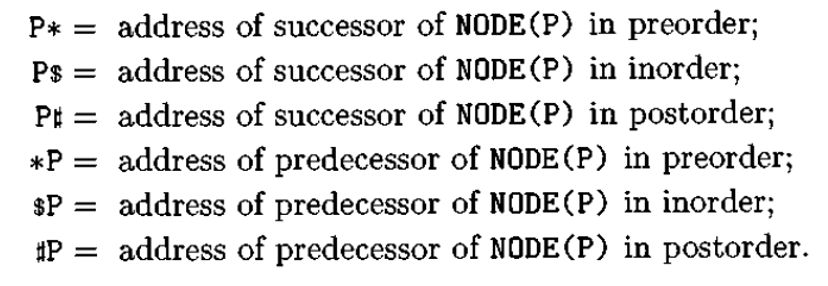 P* = address of successor of NODE(P) in preorder;
P$ = address of successor of NODE(P) in inorder;
P♯ = address of successor of NODE(P) in postorder;
*P = address of predecessor of NODE(P) in preorder;
$P = address of predecessor of NODE(P) in inorder;
♯P = address of predecessor of NODE(P) in postorder.